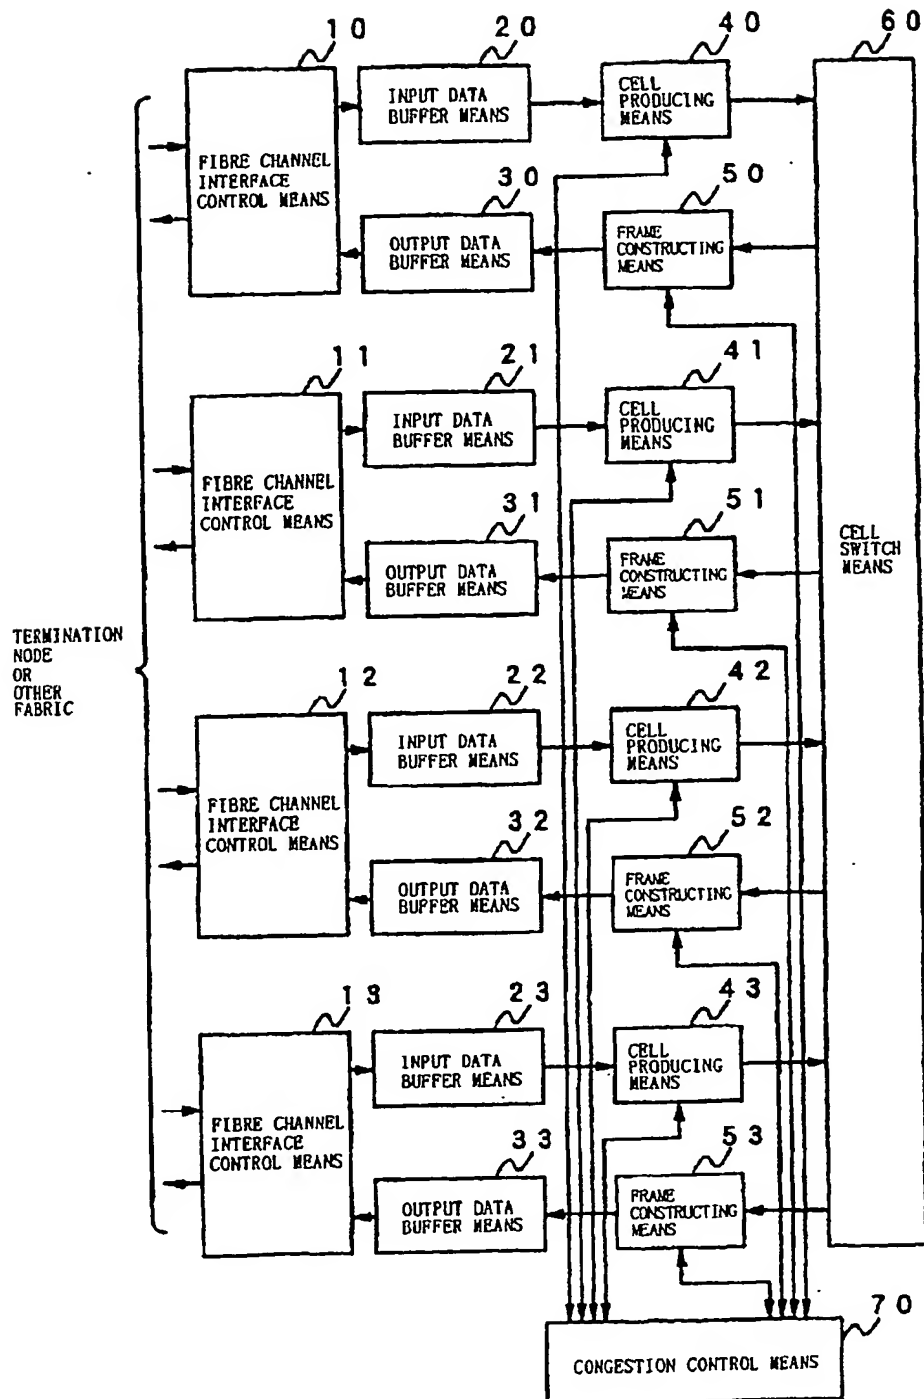 10
20
40
60
FIBRE CHANNEL
INTERFACE
CONTROL MEANS
INPUT DATA
BUFFER MEANS
CELL
PRODUCING
MEANS
30
50
OUTPUT DATA
BUFFER MEANS
FRAME
CONSTRUCTING
MEANS
11
21
41
FIBRE CHANNEL
INTERFACE
CONTROL MEANS
INPUT DATA
BUFFER MEANS
CELL
PRODUCING
MEANS
31
51
OUTPUT DATA
BUFFER MEANS
FRAME
CONSTRUCTING
MEANS
CELL
SWITCH
MEANS
TERMINATION
NODE
OR
OTHER
FABRIC
12
22
42
FIBRE CHANNEL
INTERFACE
CONTROL MEANS
INPUT DATA
BUFFER MEANS
CELL
PRODUCING
MEANS
32
52
OUTPUT DATA
BUFFER MEANS
FRAME
CONSTRUCTING
MEANS
13
23
43
FIBRE CHANNEL
INTERFACE
CONTROL MEANS
INPUT DATA
BUFFER MEANS
CELL
PRODUCING
MEANS
33
53
OUTPUT DATA
BUFFER MEANS
FRAME
CONSTRUCTING
MEANS
70
CONGESTION CONTROL MEANS